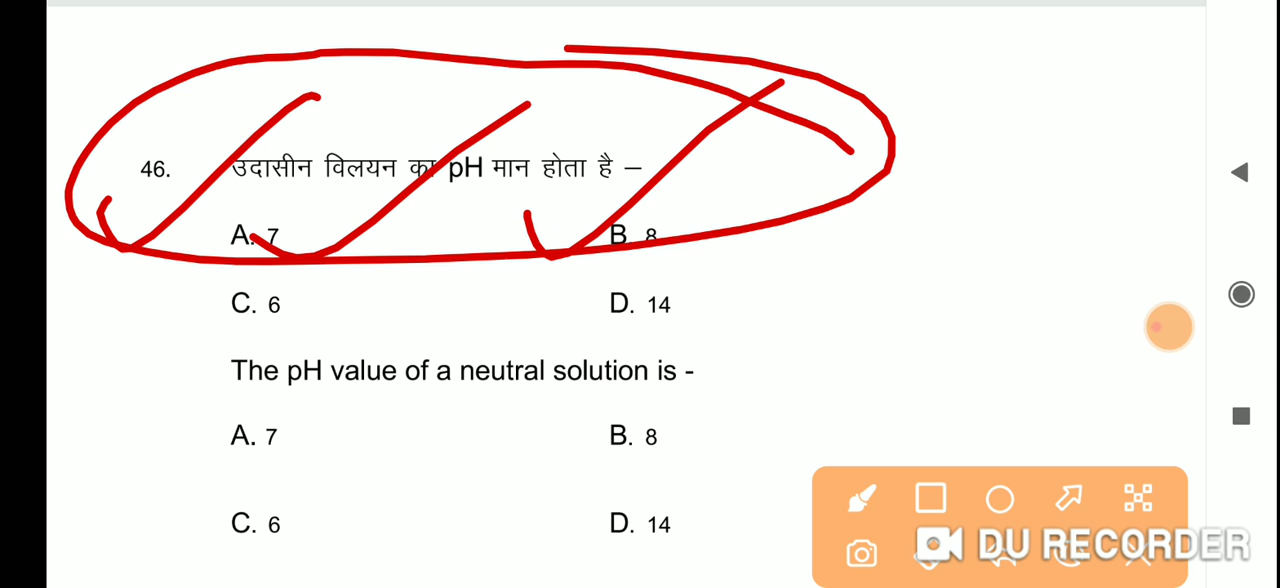 46. उदासीन विलयन का pH मान होता है –
A. 7 B. 8
C. 6 D. 14
The pH value of a neutral solution is -
A. 7 B. 8
C. 6 D. 14
DU RECORDER